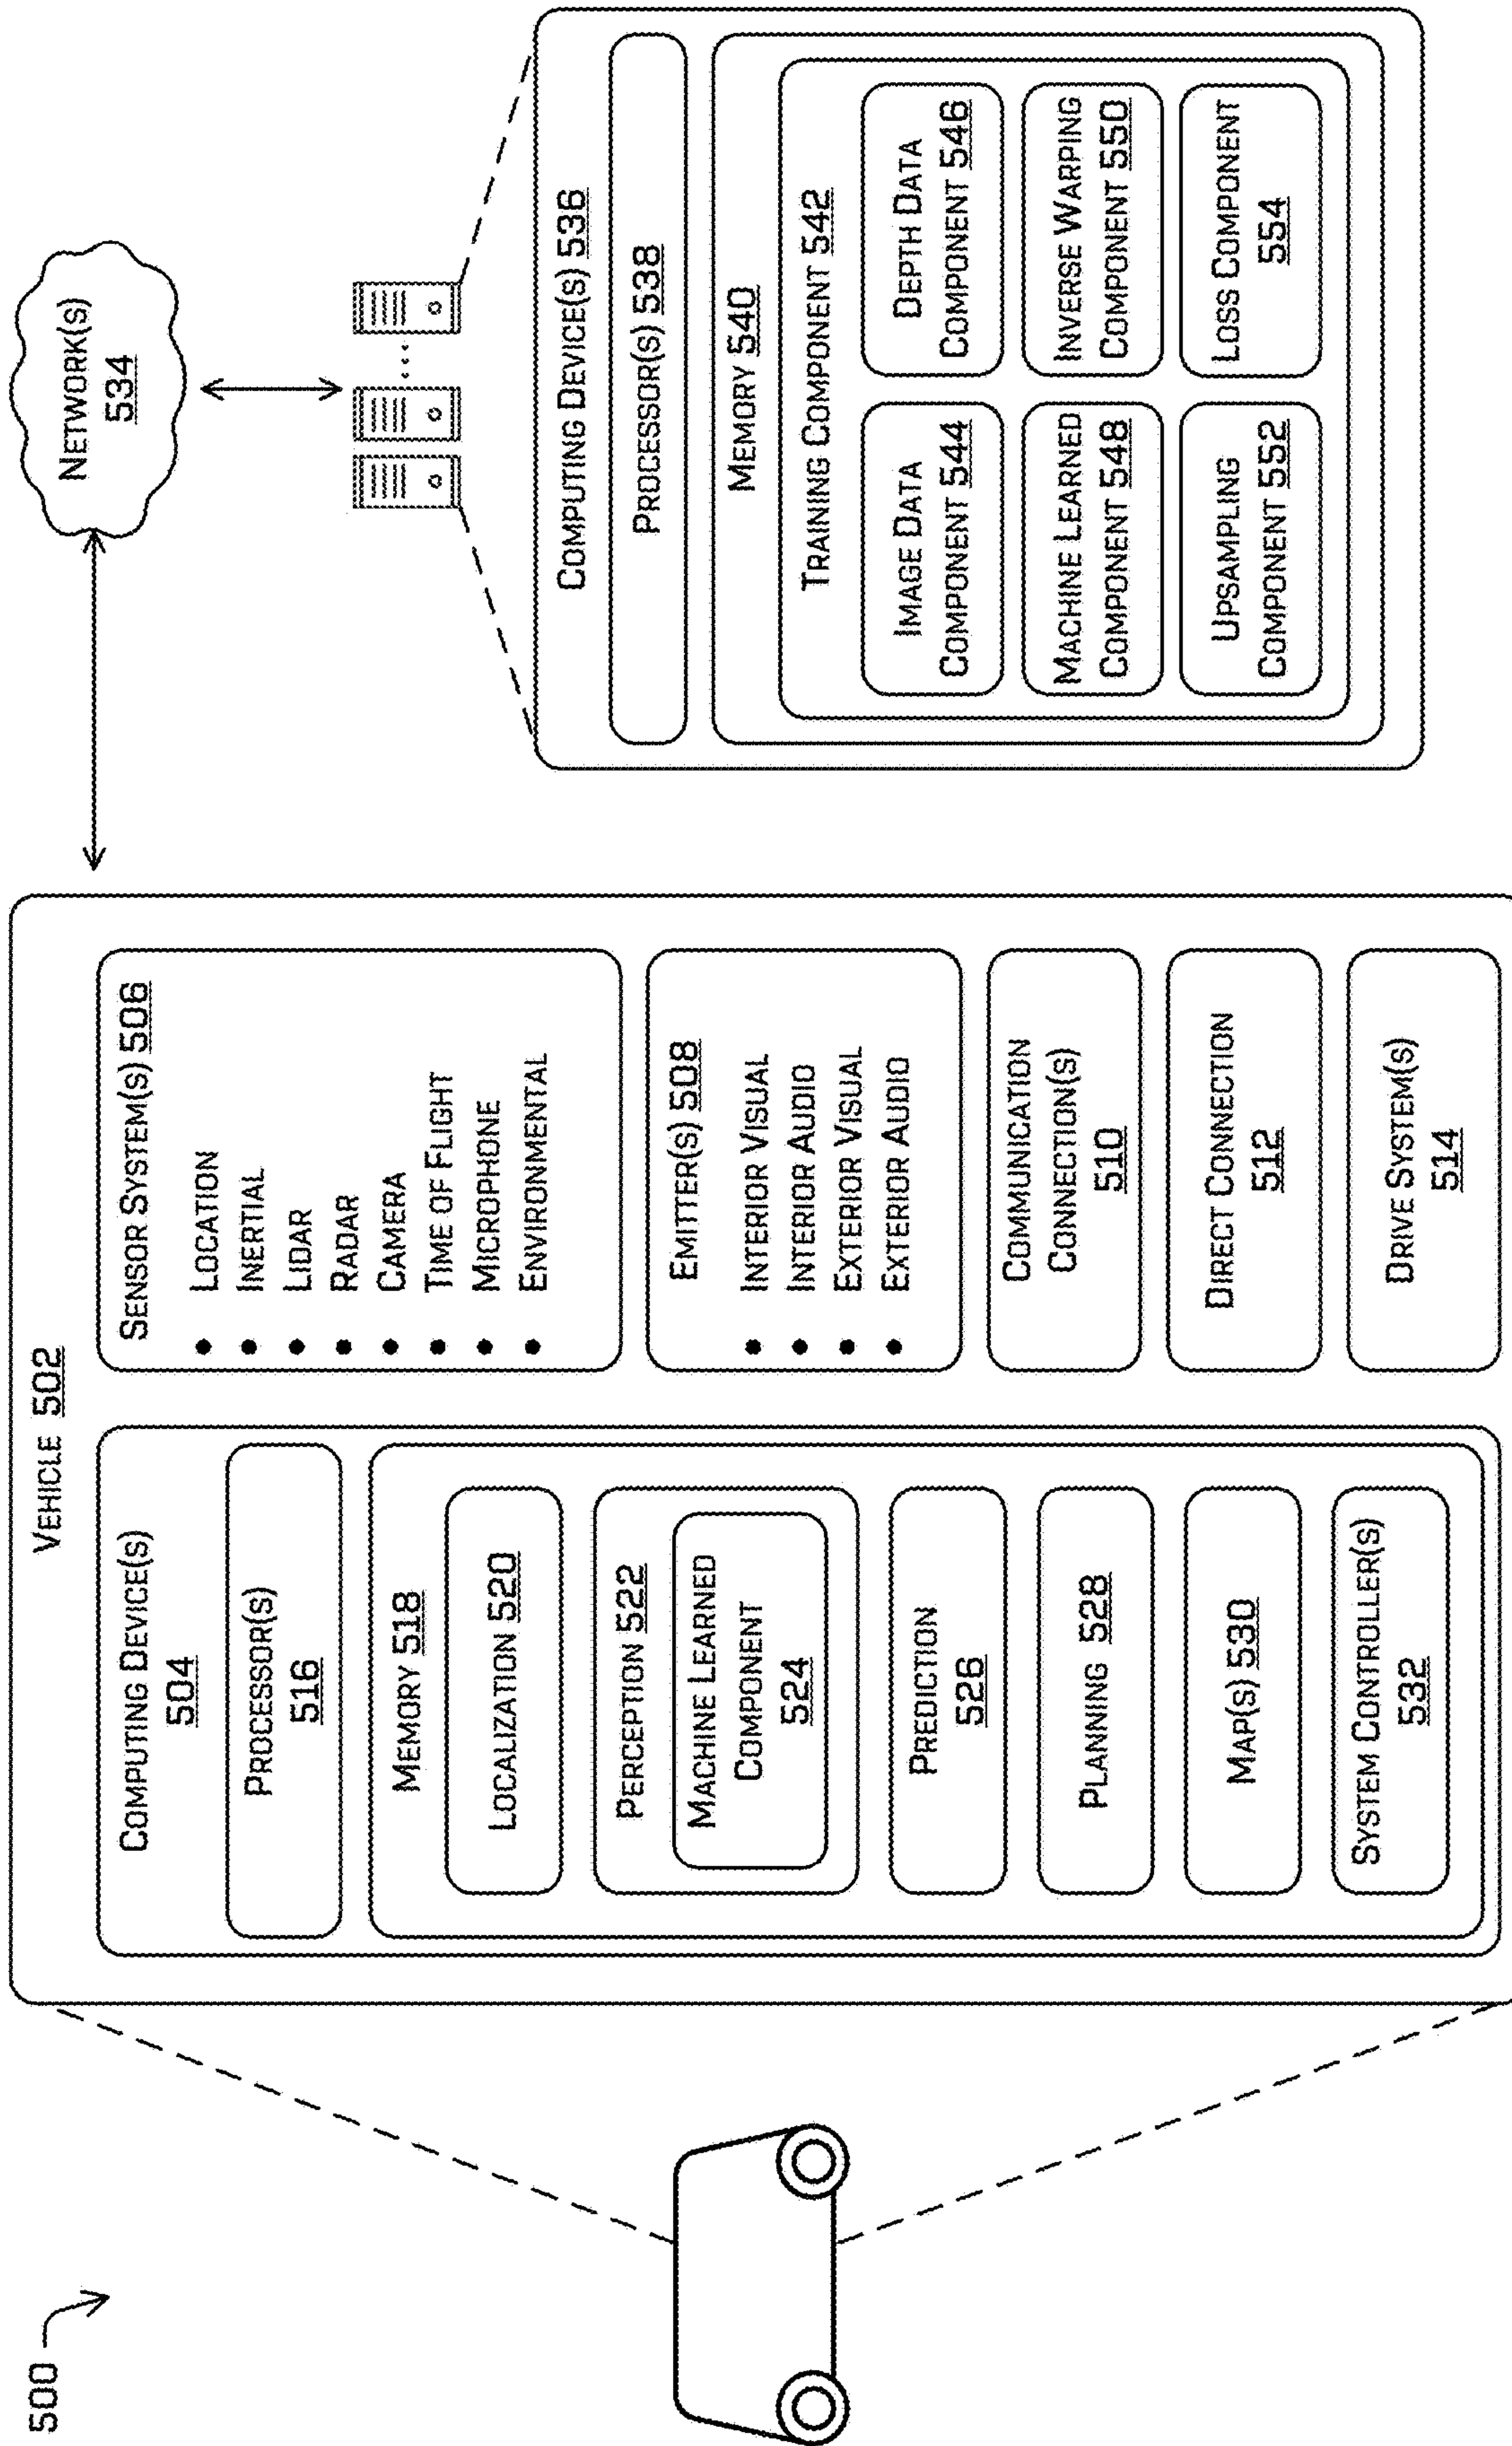 500
VEHICLE 502
COMPUTING DEVICE(S)
504
PROCESSOR(S)
516
MEMORY 518
LOCALIZATION 520
PERCEPTION 522
MACHINE LEARNED
COMPONENT
524
PREDICTION
526
PLANNING 528
MAP(S) 530
SYSTEM CONTROLLER(S)
532
SENSOR SYSTEM(S) 506
• LOCATION
• INERTIAL
• LIDAR
• RADAR
• CAMERA
• TIME OF FLIGHT
• MICROPHONE
• ENVIRONMENTAL
EMITTER(S) 508
• INTERIOR VISUAL
• INTERIOR AUDIO
• EXTERIOR VISUAL
• EXTERIOR AUDIO
COMMUNICATION
CONNECTION(S)
510
DIRECT CONNECTION
512
DRIVE SYSTEM(S)
514
NETWORK(S)
534
COMPUTING DEVICE(S) 536
PROCESSOR(S) 538
MEMORY 540
TRAINING COMPONENT 542
IMAGE DATA
COMPONENT 544
DEPTH DATA
COMPONENT 546
MACHINE LEARNED
COMPONENT 548
INVERSE WARPING
COMPONENT 550
UPSAMPLING
COMPONENT 552
LOSS COMPONENT
554